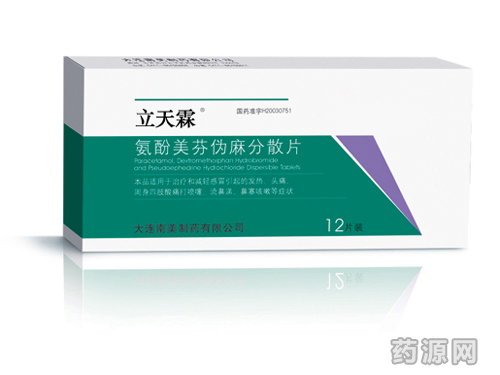 立天霖®
国药准字H20030751
氨酚美芬伪麻分散片
Paracetamol, Dextromethorphan Hydrobromide
and Pseudoephedrine Hydrochloride Dispersible Tablets
本品适用于治疗和减轻感冒引起的发热、头痛
周身四肢酸痛打喷嚏、流鼻涕、鼻塞咳嗽等症状
大连南美制药有限公司
12片装
药源网